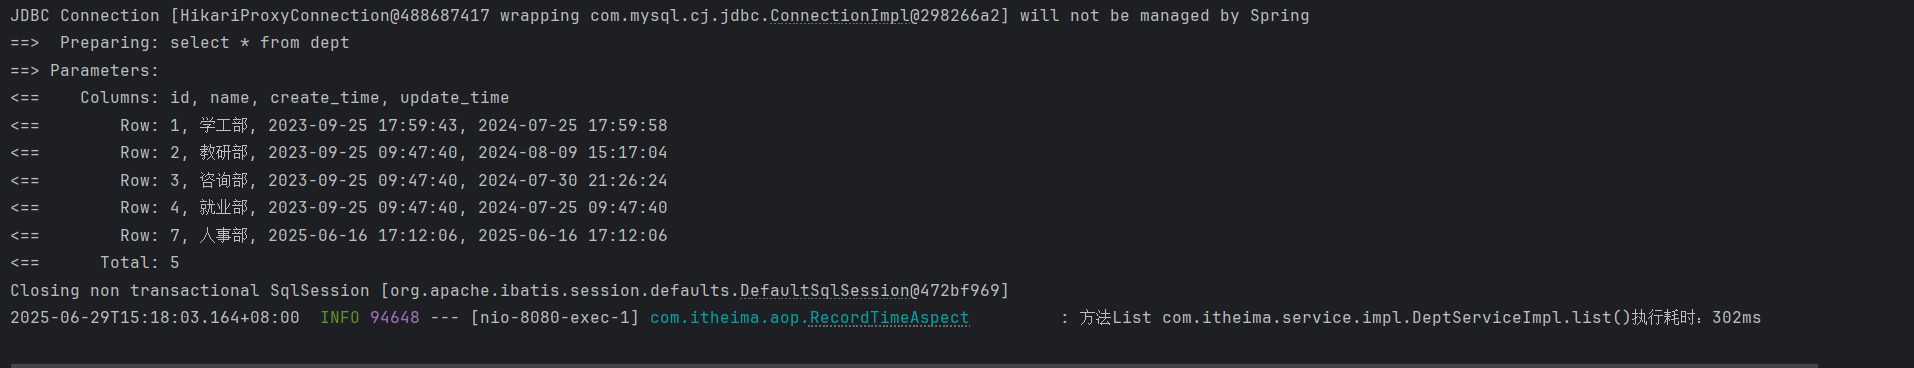 JDBC Connection [HikariProxyConnection@488687417 wrapping com.mysql.cj.jdbc.ConnectionImpl@298266a2] will not be managed by Spring
==>  Preparing: select * from dept
==> Parameters:
<==    Columns: id, name, create_time, update_time
<==        Row: 1, 学工部, 2023-09-25 17:59:43, 2024-07-25 17:59:58
<==        Row: 2, 教研部, 2023-09-25 09:47:40, 2024-08-09 15:17:04
<==        Row: 3, 咨询部, 2023-09-25 09:47:40, 2024-07-30 21:26:24
<==        Row: 4, 就业部, 2023-09-25 09:47:40, 2024-07-25 09:47:40
<==        Row: 7, 人事部, 2025-06-16 17:12:06, 2025-06-16 17:12:06
<==      Total: 5
Closing non transactional SqlSession [org.apache.ibatis.session.defaults.DefaultSqlSession@472bf969]
2025-06-29T15:18:03.164+08:00  INFO 94648 --- [nio-8080-exec-1] com.itheima.aop.RecordTimeAspect         : 方法List com.itheima.service.impl.DeptServiceImpl.list()执行耗时：302ms